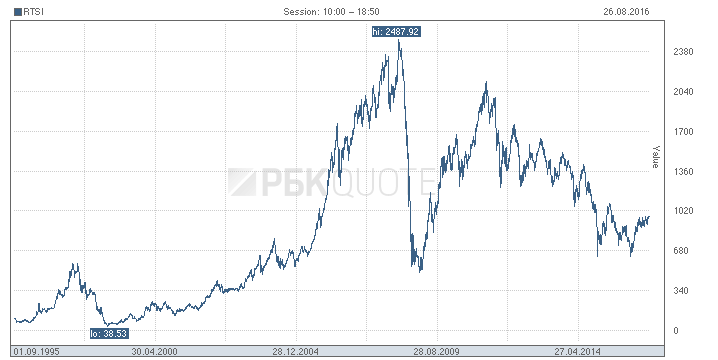 RTSI Session: 10:00 – 18:50 26.08.2016
hi: 2487.92
2380
2040
1700
1360
1020
680
340
0
Value
РБК QUOTE
lo: 38.53
01.09.1995 30.04.2000 28.12.2004 28.08.2009 27.04.2014